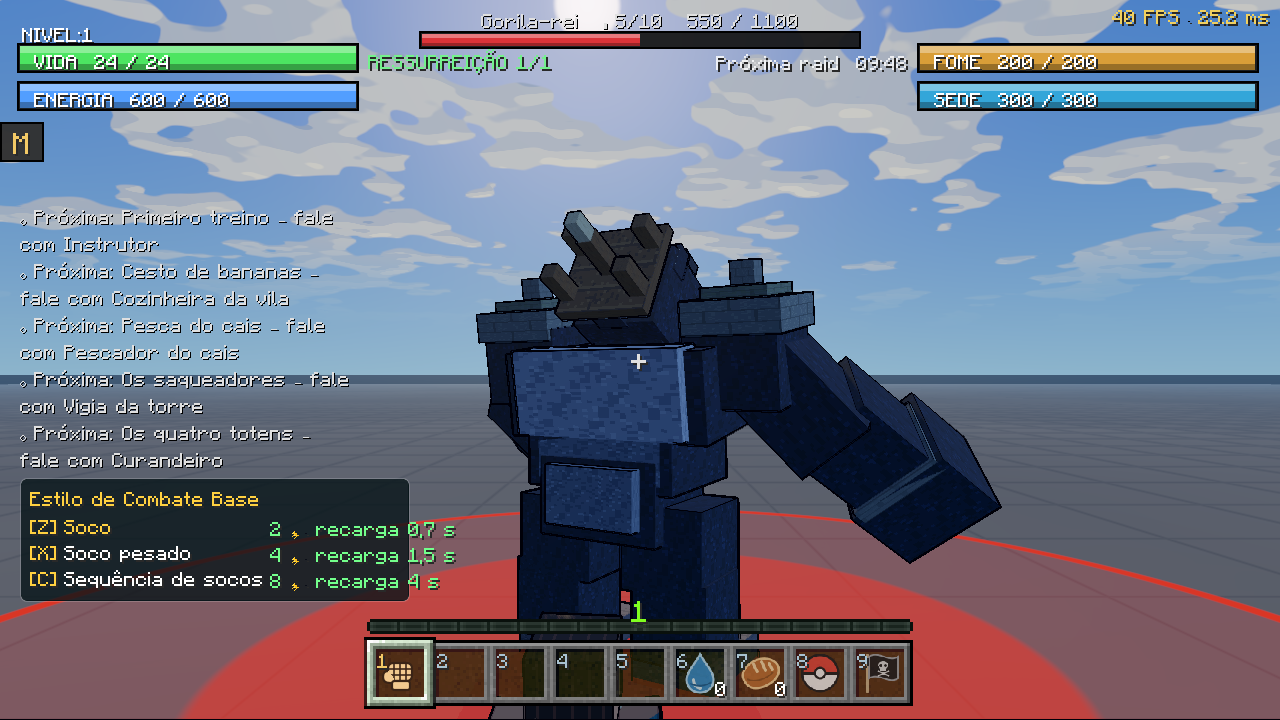 40 FPS · 25.2 ms
Gorila-rei · 5/10 550 / 1100
NIVEL:1
VIDA 24 / 24
RESSURREIÇÃO 1/1
Próxima raid 09:48
FOME 200 / 200
ENERGIA 600 / 600
SEDE 300 / 300
M
Próxima: Primeiro treino - fale
com Instrutor
Próxima: Cesto de bananas -
fale com Cozinheira da vila
Próxima: Pesca do cais - fale
com Pescador do cais
Próxima: Os saqueadores - fale
com Vigia da torre
Próxima: Os quatro totens -
fale com Curandeiro
Estilo de Combate Base
[Z] Soco 2 recarga 0,7 s
[X] Soco pesado 4 recarga 1,5 s
[C] Sequência de socos 8 recarga 4 s
1
1 2 3 4 5 6 0 7 0 8 9